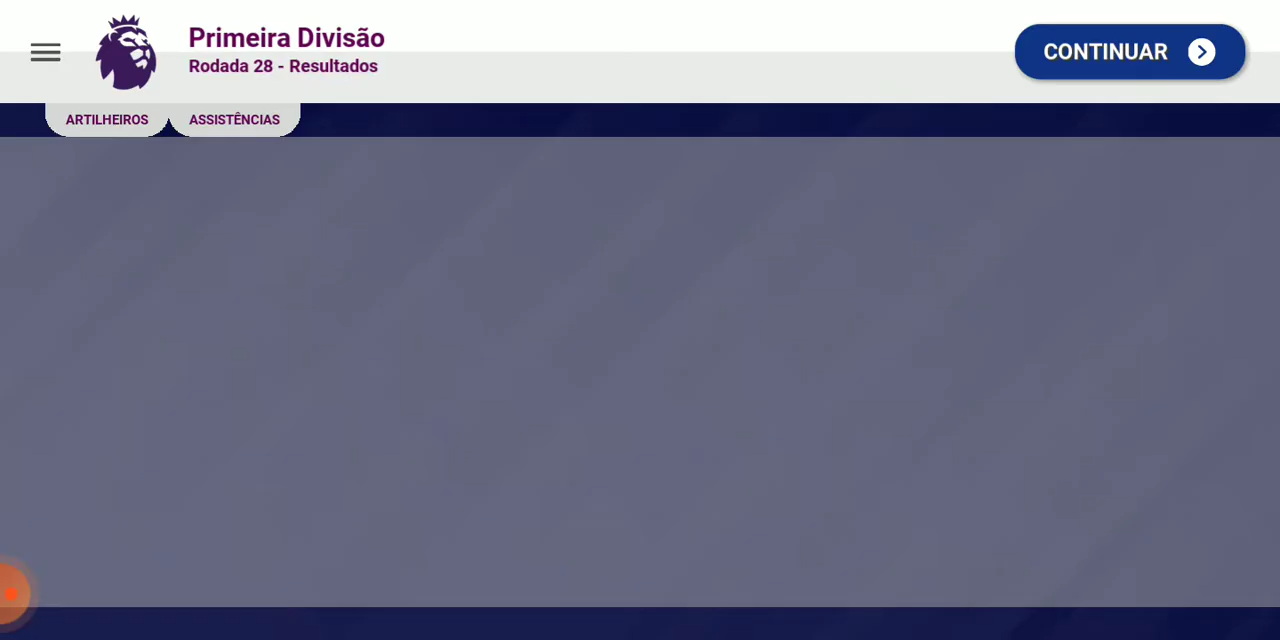 Primeira Divisão
Rodada 28 - Resultados
CONTINUAR
ARTILHEIROS
ASSISTÊNCIAS